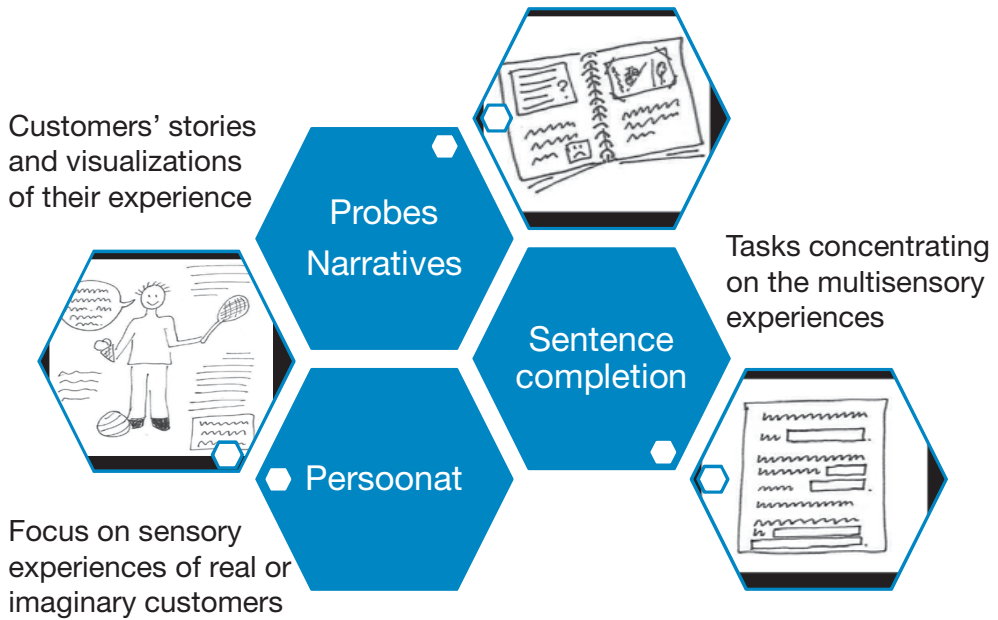 Customers’ stories
and visualizations
of their experience
Probes
Narratives
Tasks concentrating
on the multisensory
experiences
Sentence
completion
Persoonat
Focus on sensory
experiences of real or
imaginary customers